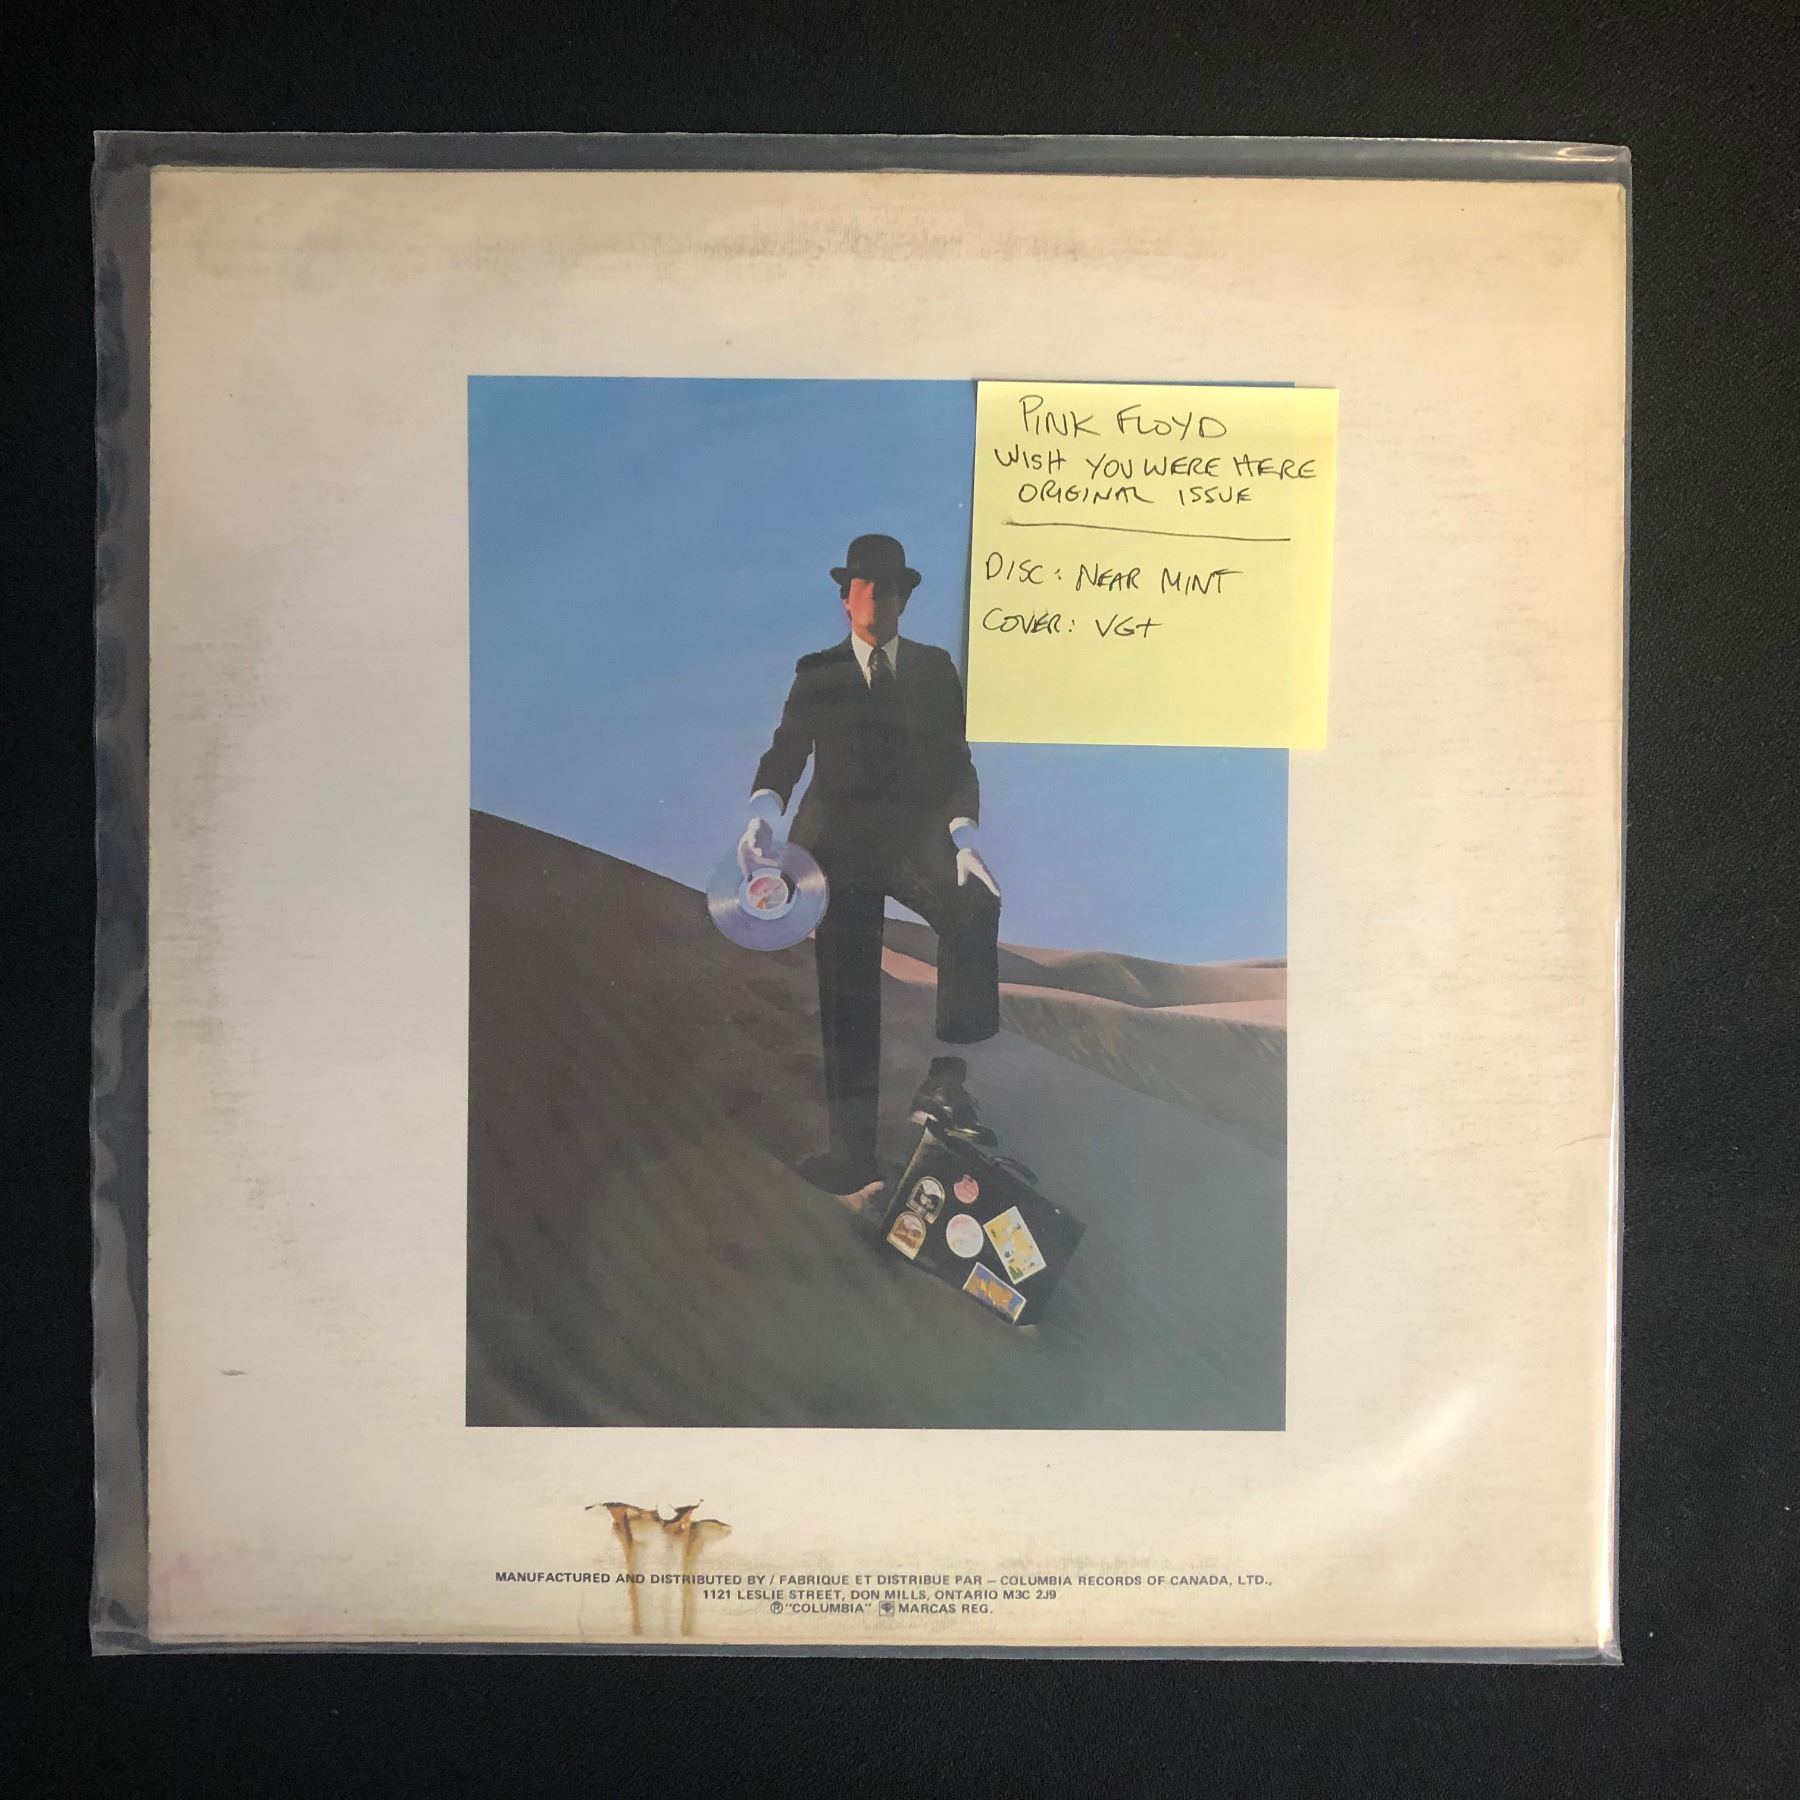 PINK FLOYD
WISH YOU WERE HERE
ORIGINAL ISSUE
DISC: NEAR MINT
COVER: VG+
MANUFACTURED AND DISTRIBUTED BY / FABRIQUE ET DISTRIBUE PAR – COLUMBIA RECORDS OF CANADA, LTD.,
1121 LESLIE STREET, DON MILLS, ONTARIO M3C 2J9
® "COLUMBIA" MARCAS REG.